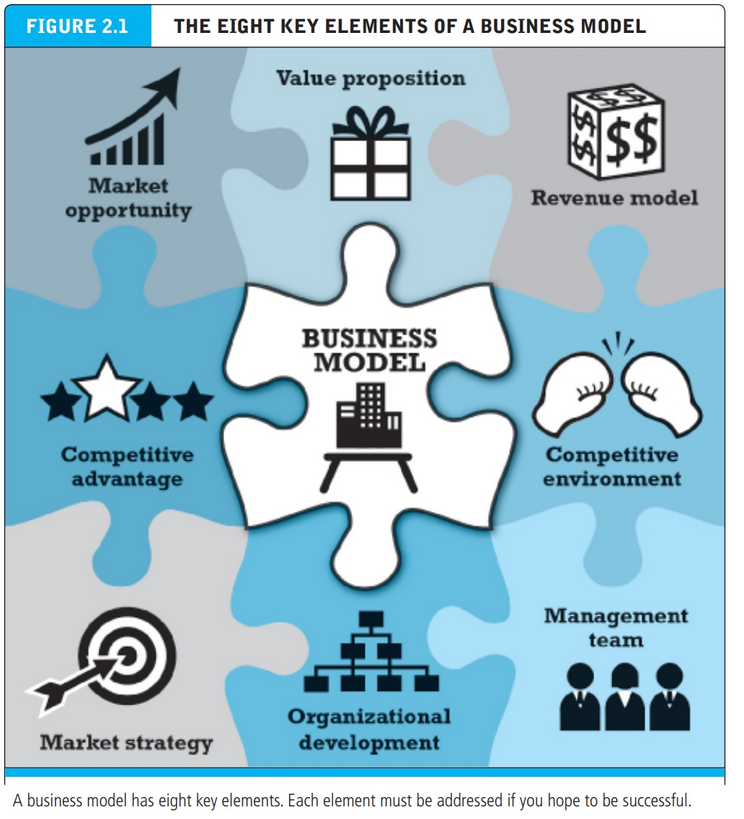 FIGURE 2.1 THE EIGHT KEY ELEMENTS OF A BUSINESS MODEL
Market
opportunity
Value proposition
$$
$$ $$
Revenue model
Competitive
advantage
BUSINESS
MODEL
Competitive
environment
Market strategy
Organizational
development
Management
team
A business model has eight key elements. Each element must be addressed if you hope to be successful.